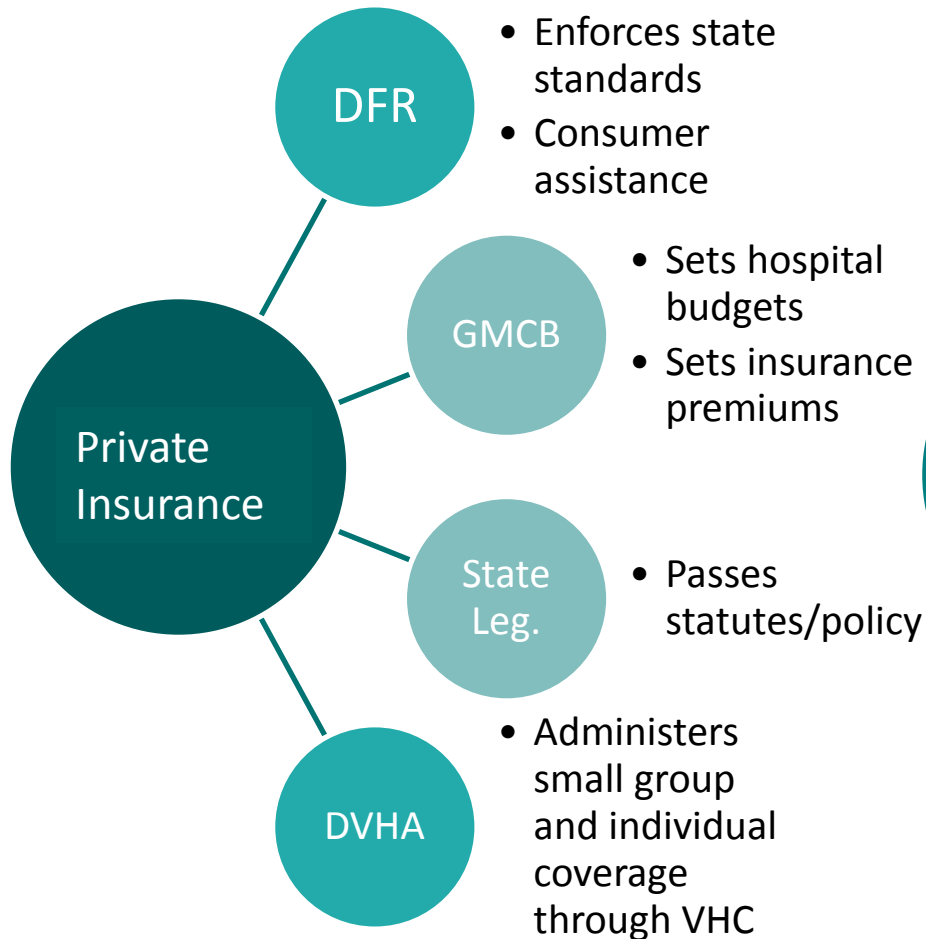 DFR
• Enforces state
standards
• Consumer
assistance
GMCB
• Sets hospital
budgets
• Sets insurance
premiums
Private
Insurance
State
Leg.
• Passes
statutes/policy
DVHA
• Administers
small group
and individual
coverage
through VHC